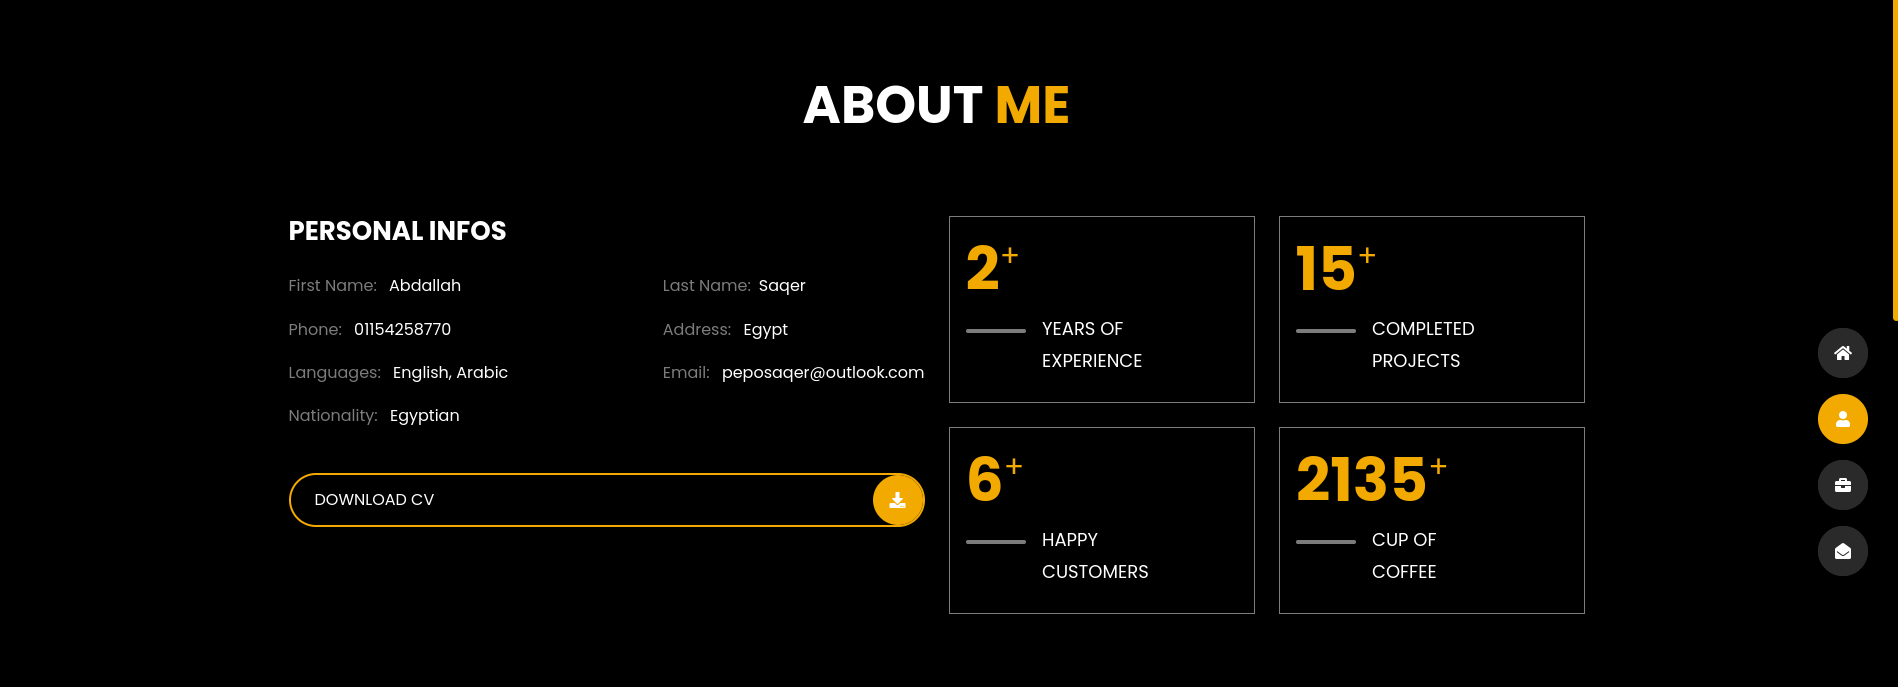 ABOUT ME
PERSONAL INFOS
First Name: Abdallah
Last Name: Saqer
Phone: 01154258770
Address: Egypt
Languages: English, Arabic
Email: peposaqer@outlook.com
Nationality: Egyptian
DOWNLOAD CV
2+
YEARS OF
EXPERIENCE
15+
COMPLETED
PROJECTS
6+
HAPPY
CUSTOMERS
2135+
CUP OF
COFFEE